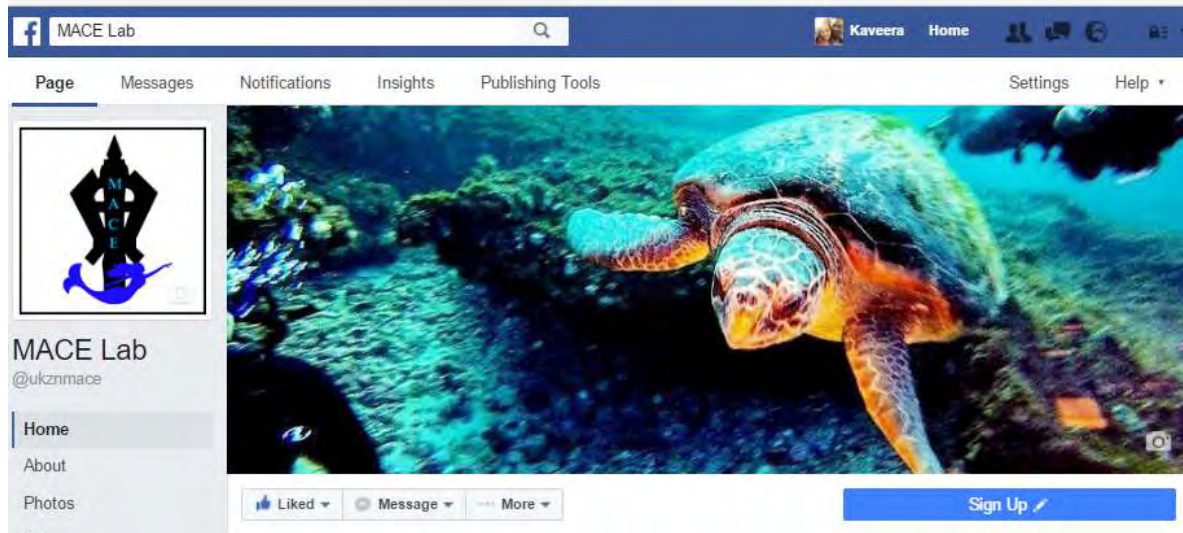 MACE Lab
Kaveera Home
Page Messages Notifications Insights Publishing Tools Settings Help
MACE
MACE Lab
@ukznmace
Home
About
Photos
Liked Message More Sign Up